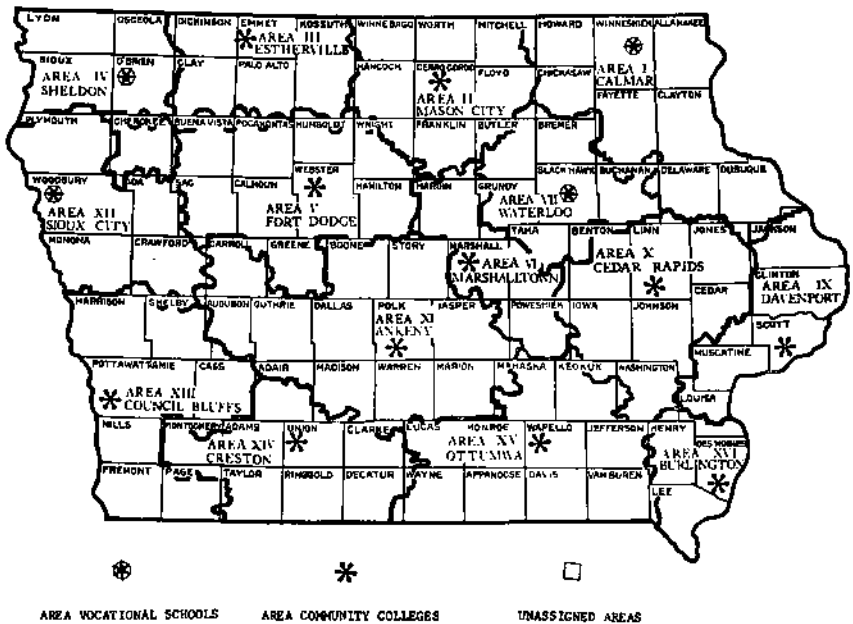 LYON OSCEOLA DICKINSON EMMET KOSSUTH WINNEBAGO WORTH MITCHELL HOWARD WINNESHIEK ALLAMAKEE
AREA III
ESTHERVILLE
SIOUX O'BRIEN CLAY PALO ALTO HANCOCK CERRO GORDO FLOYD CHICKASAW
AREA IV
SHELDON
AREA II
MASON CITY
AREA I
CALMAR
FAYETTE CLAYTON
PLYMOUTH CHEROKEE BUENA VISTA POCAHONTAS HUMBOLDT WRIGHT FRANKLIN BUTLER BREMER
WEBSTER
WOODBURY IDA SAC CALHOUN HAMILTON HARDIN GRUNDY BLACK HAWK BUCHANAN DELAWARE DUBUQUE
AREA XII
SIOUX CITY
AREA V
FORT DODGE
AREA VII
WATERLOO
MONONA CRAWFORD CARROLL GREENE BOONE STORY MARSHALL TAMA BENTON LINN JONES JACKSON
AREA VI
MARSHALLTOWN
AREA X
CEDAR RAPIDS
CLINTON
AREA IX
DAVENPORT
HARRISON SHELBY AUDUBON GUTHRIE DALLAS POLK JASPER POWESHIEK IOWA JOHNSON CEDAR
AREA XI
ANKENY
SCOTT
MUSCATINE
POTTAWATTAMIE CASS ADAIR MADISON WARREN MARION MAHASKA KEOKUK WASHINGTON
LOUISA
AREA XIII
COUNCIL BLUFFS
MILLS MONTGOMERY ADAMS UNION CLARKE LUCAS MONROE WAPELLO JEFFERSON HENRY DES MOINES
AREA XIV
CRESTON
AREA XV
OTTUMWA
AREA XVI
BURLINGTON
FREMONT PAGE TAYLOR RINGGOLD DECATUR WAYNE APPANOOSE DAVIS VAN BUREN LEE
AREA VOCATIONAL SCHOOLS AREA COMMUNITY COLLEGES UNASSIGNED AREAS